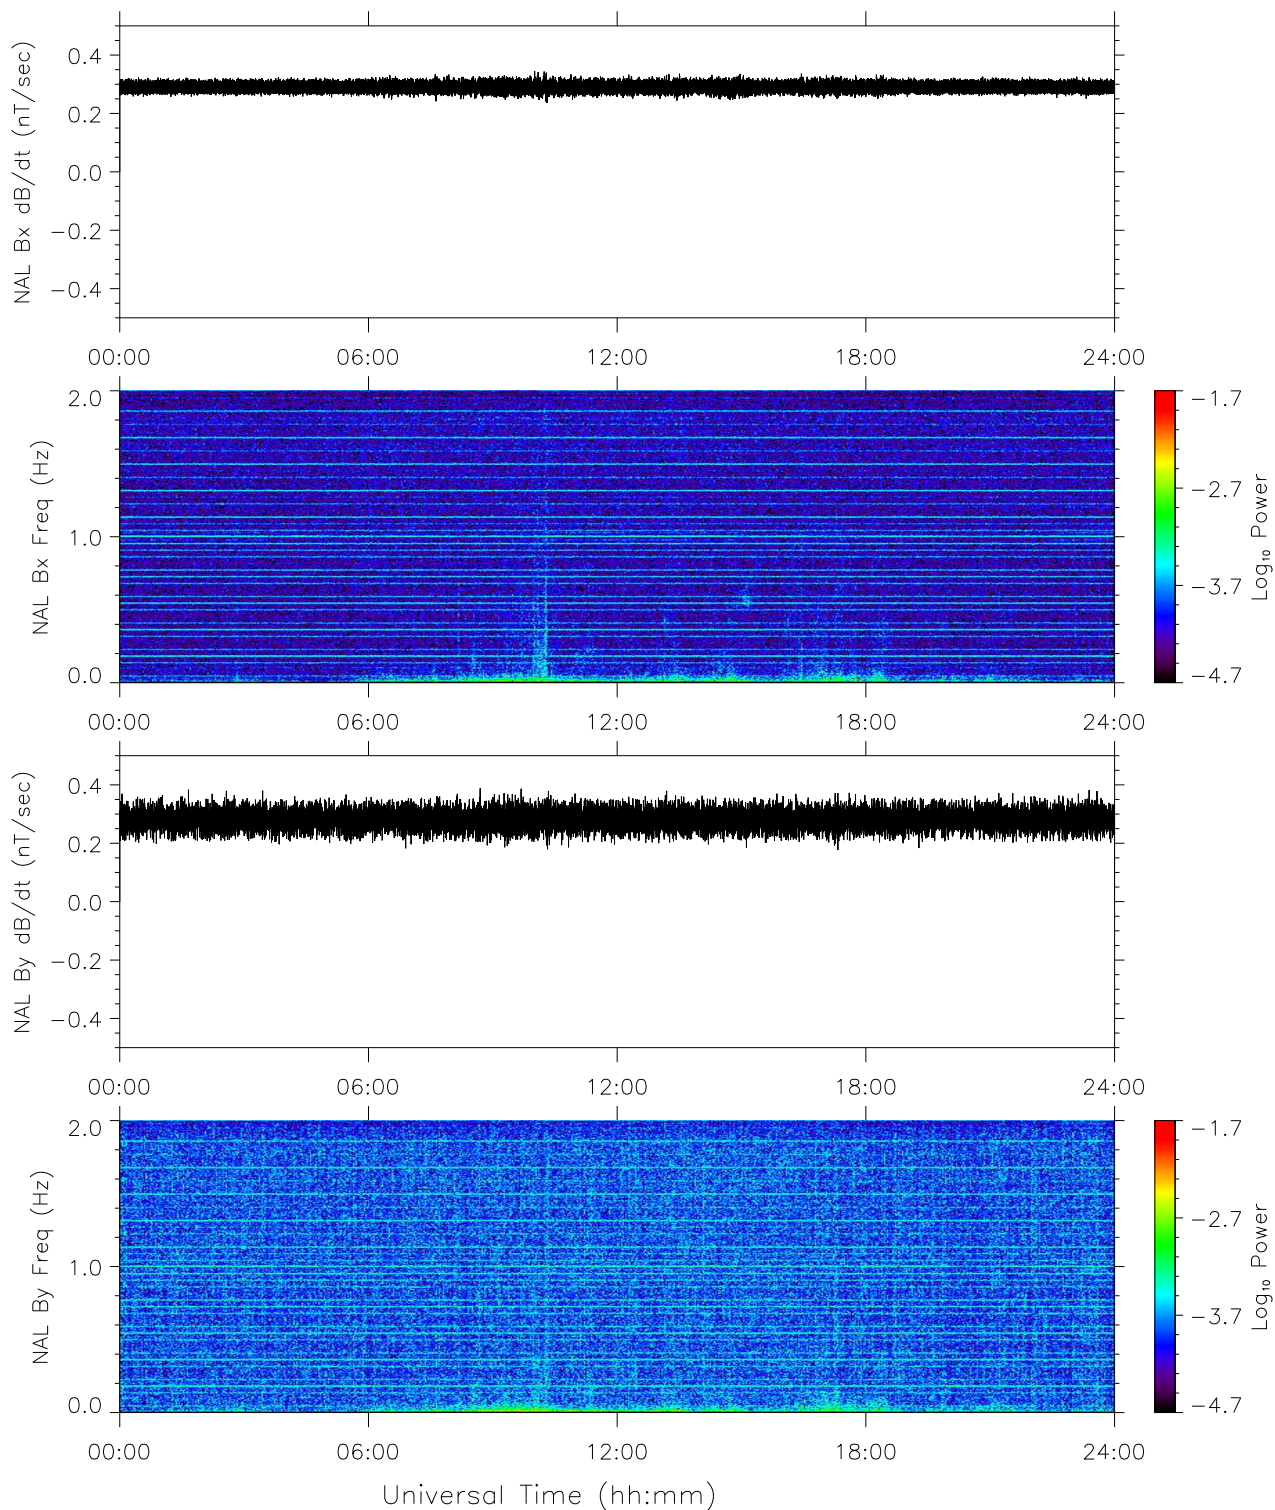 NAL Bx dB/dt (nT/sec)
0.4
0.2
0.0
−0.2
−0.4
00:00 06:00 12:00 18:00 24:00
NAL Bx Freq (Hz)
2.0
1.0
0.0
−1.7
−2.7
−3.7
−4.7
Log₁₀ Power
00:00 06:00 12:00 18:00 24:00
NAL By dB/dt (nT/sec)
0.4
0.2
0.0
−0.2
−0.4
00:00 06:00 12:00 18:00 24:00
NAL By Freq (Hz)
2.0
1.0
0.0
−1.7
−2.7
−3.7
−4.7
Log₁₀ Power
00:00 06:00 12:00 18:00 24:00
Universal Time (hh:mm)